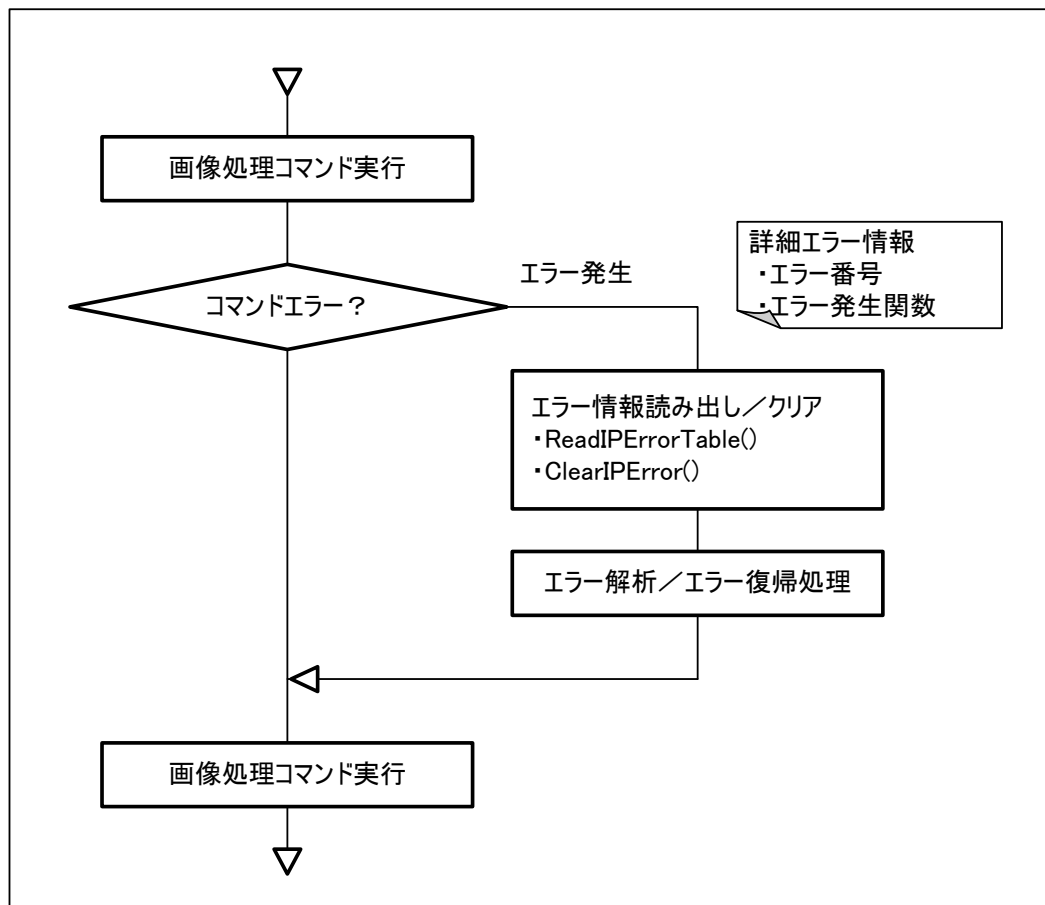 画像処理コマンド実行
コマンドエラー？
エラー発生
詳細エラー情報
・エラー番号
・エラー発生関数
エラー情報読み出し／クリア
・ReadIPErrorTable()
・ClearIPError()
エラー解析／エラー復帰処理
画像処理コマンド実行